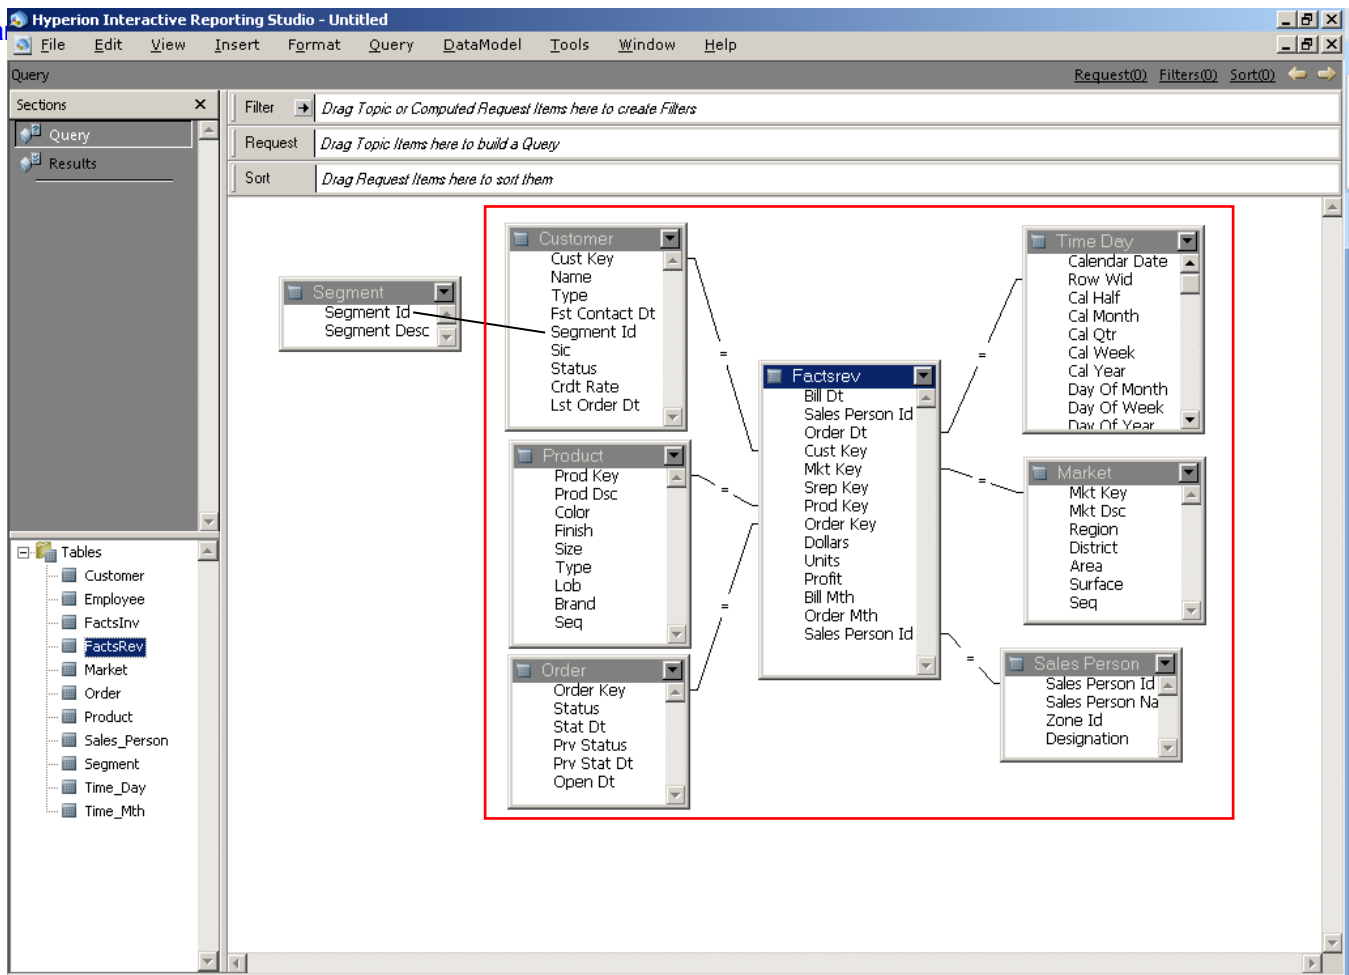 Hyperion Interactive Reporting Studio - Untitled
File Edit View Insert Format Query DataModel Tools Window Help
Query
Request(0) Filters(0) Sort(0)
Sections
Query
Results
Filter Drag Topic or Computed Request Items here to create Filters
Request Drag Topic Items here to build a Query
Sort Drag Request Items here to sort them
Segment
Segment Id
Segment Desc
Customer
Cust Key
Name
Type
Fst Contact Dt
Segment Id
Sic
Status
Crdt Rate
Lst Order Dt
Product
Prod Key
Prod Dsc
Color
Finish
Size
Type
Lob
Brand
Seq
Order
Order Key
Status
Stat Dt
Prv Status
Prv Stat Dt
Open Dt
=
=
=
Factsrev
Bill Dt
Sales Person Id
Order Dt
Cust Key
Mkt Key
Srep Key
Prod Key
Order Key
Dollars
Units
Profit
Bill Mth
Order Mth
Sales Person Id
=
=
=
Time Day
Calendar Date
Row Wid
Cal Half
Cal Month
Cal Qtr
Cal Week
Cal Year
Day Of Month
Day Of Week
Day Of Year
Market
Mkt Key
Mkt Dsc
Region
District
Area
Surface
Seq
Sales Person
Sales Person Id
Sales Person Na
Zone Id
Designation
Tables
Customer
Employee
FactsInv
FactsRev
Market
Order
Product
Sales_Person
Segment
Time_Day
Time_Mth